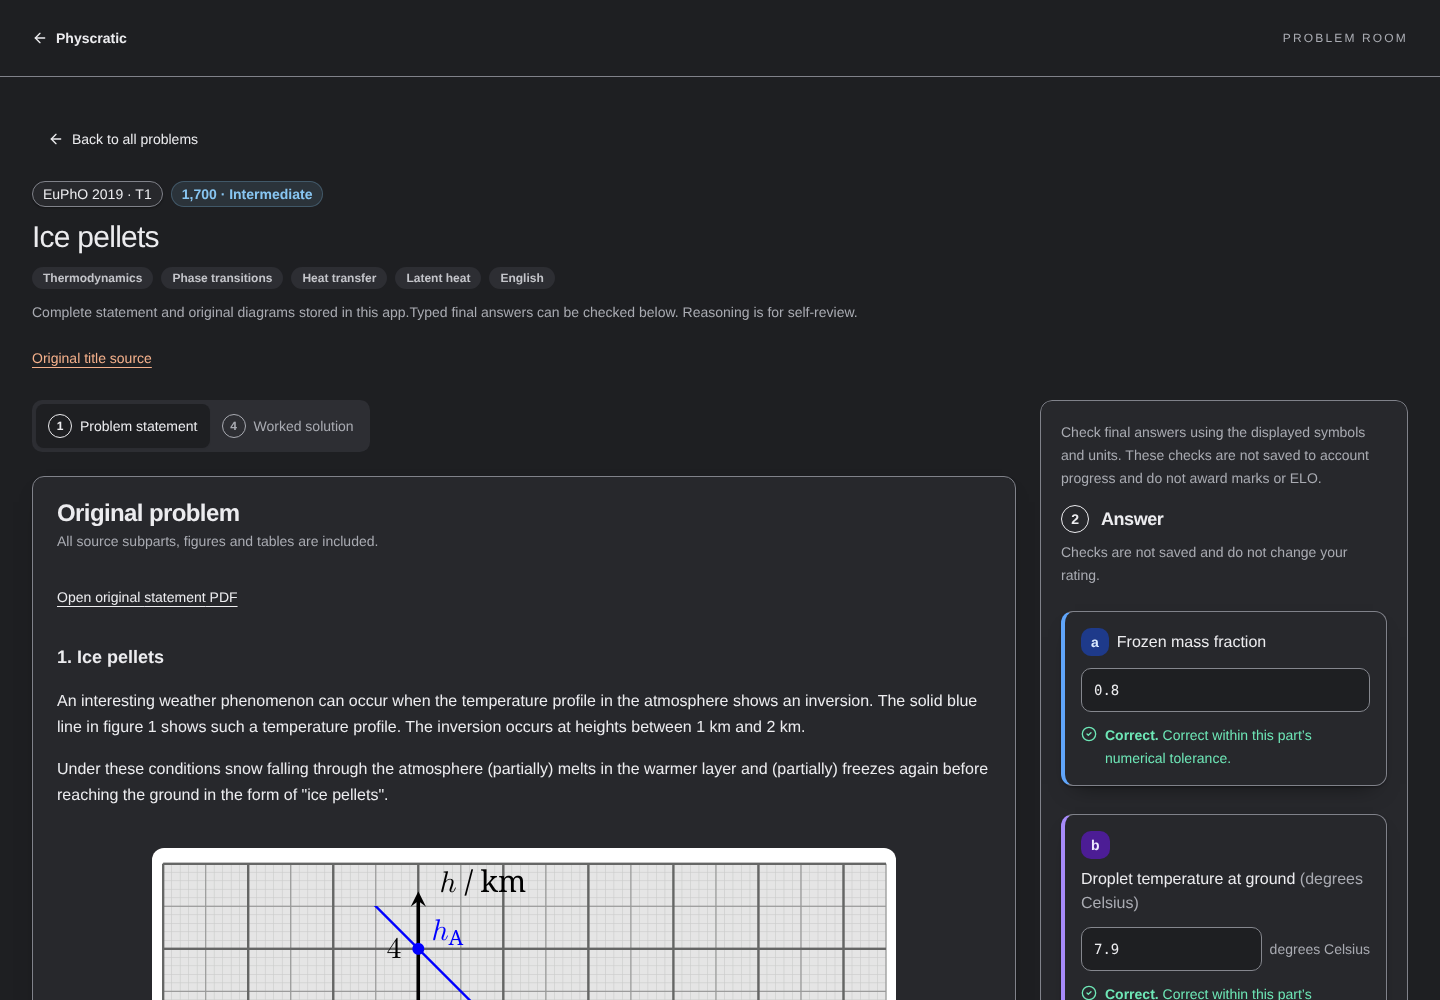 Physcratic
PROBLEM ROOM
Back to all problems
EuPhO 2019 · T1
1,700 · Intermediate
Ice pellets
Thermodynamics
Phase transitions
Heat transfer
Latent heat
English
Complete statement and original diagrams stored in this app.Typed final answers can be checked below. Reasoning is for self-review.
Original title source
1 Problem statement
4 Worked solution
Original problem
All source subparts, figures and tables are included.
Open original statement PDF
1. Ice pellets
An interesting weather phenomenon can occur when the temperature profile in the atmosphere shows an inversion. The solid blue
line in figure 1 shows such a temperature profile. The inversion occurs at heights between 1 km and 2 km.
Under these conditions snow falling through the atmosphere (partially) melts in the warmer layer and (partially) freezes again before
reaching the ground in the form of "ice pellets".
h / km
hA
4
Check final answers using the displayed symbols
and units. These checks are not saved to account
progress and do not award marks or ELO.
2 Answer
Checks are not saved and do not change your
rating.
a Frozen mass fraction
0.8
Correct. Correct within this part's
numerical tolerance.
b
Droplet temperature at ground (degrees
Celsius)
7.9 degrees Celsius
Correct. Correct within this part's